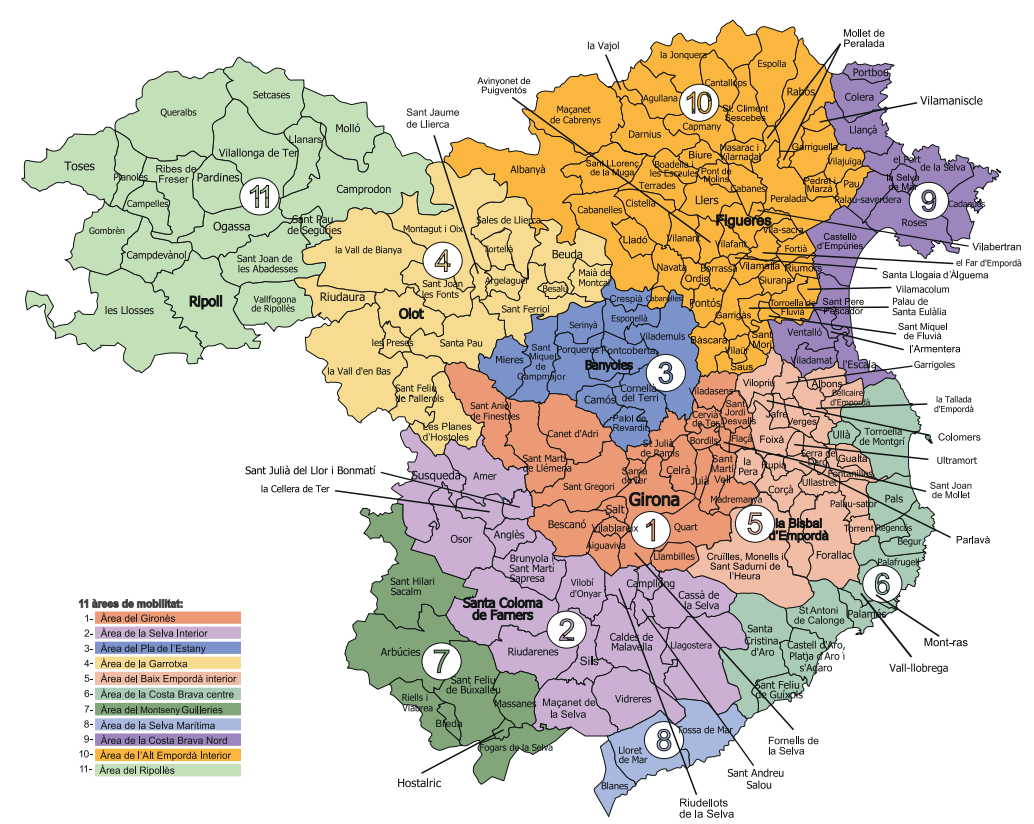 Mollet de
Peralada
la Vajol
la Jonquera
Espolla
Portbou
Cantallops
Rabós
Colera
Avinyonet de
Puigventós
Agullana
10
Vilamaniscle
Setcases
Queralbs
Maçanet
de Cabrenys
St. Climent
Sescebes
Capmany
Llançà
Sant Jaume
de Llierca
Molló
Darnius
Llanars
Masarac i
Vilarnadal
Garriguella
Toses
Vilallonga de Ter
Biure
Vilajuïga
el Port
de la Selva
Ribes de
Freser
Pardines
Albanyà
Sant LLorenç
de la Muga
Boadella i
les Escules
Pont de
Molins
la Selva
de Mar
Planoles
11
Camprodon
Terrades
Cabanes
Pedret i
Marzà
Pau
9
Campelles
Cistella
Llers
Peralada
Palau-saverdera
Cadaqués
Cabanelles
Figueres
Roses
Gombrèn
Ogassa
Sant Pau
de Segúries
Montagut i Oix
Sales de Llierca
Vila-sacra
Vilabertran
Campdevànol
la Vall de Bianya
4
Tortellà
Beuda
Lladó
Vilanant
Vilafant
Fortià
Castelló
d'Empúries
el Far d'Empordà
Sant Joan de
les Abadesses
Maià de
Montcal
Navata
Borrassà
Vilamalla
Riumors
Santa Llogaia d'Àlguema
Ripoll
Riudaura
Sant Joan
les Fonts
Argelaguer
Besalú
Ordis
Siurana
Vilamacolum
les Llosses
Vallfogona
de Ripollès
Olot
Sant Ferriol
Crespià
Cabanelles
Pontós
Garrigàs
Torroella de
Fluvià
Sant Pere
Pescador
Palau de
Santa Eulàlia
Esponellà
Serinyà
Sant Miquel
de Fluvià
les Preses
Santa Pau
Vilademuls
Bàscara
Sant
Mori
Ventalló
l'Armentera
Sant
Miquel
de
Campmajor
Porqueres
Fontcoberta
Vilaür
Mieres
Banyoles
3
Saus
Viladamat
l'Escala
Garrigoles
la Vall d'en Bas
Sant Feliu
de Pallerols
Camós
Cornellà
del Terri
Viladasens
Vilopriu
Albons
Bellcaire
d'Empordà
la Tallada
d'Empordà
Sant Aniol
de Finestres
Palol de
Revardit
Cervià
de Ter
Sant
Jordi
Desvalls
Jafre
Verges
Les Planes
d'Hostoles
Canet d'Adri
St Julià
de Ramis
Bordils
Flaçà
Foixà
Ullà
Torroella
de Montgrí
Colomers
Sant Julià del Llor i Bonmatí
Susqueda
Amer
Sant Martí
de Llémena
Sarrià
de Ter
Celrà
Juià
Sant
Martí
Vell
la
Pera
Rupià
Serra de
Daró
Gualta
Fontanilles
Ultramort
la Cellera de Ter
Sant Gregori
Ullastret
Sant Joan
de Mollet
Girona
Madremanya
Corçà
Palau-sator
Pals
Salt
Osor
Anglès
Bescanó
Vilablareix
1
Quart
5
la Bisbal
d'Empordà
Torrent
Regencós
Parlavà
Aiguaviva
Begur
Brunyola i
Sant Martí
Sapresa
Llambilles
Cruïlles, Monells i
Sant Sadurní de
l'Heura
Forallac
Palafrugell
Sant Hilari
Sacalm
Vilobí
d'Onyar
Campllong
6
11 àrees de mobilitat:
Santa Coloma
de Farners
Cassà de
la Selva
St Antoni
de Calonge
Palamós
1- Àrea del Gironès
2- Àrea de la Selva Interior
3- Àrea del Pla de l'Estany
4- Àrea de la Garrotxa
5- Àrea del Baix Empordà interior
6- Àrea de la Costa Brava centre
7- Àrea del Montseny Guilleries
8- Àrea de la Selva Marítima
9- Àrea de la Costa Brava Nord
10- Àrea de l'Alt Empordà Interior
11- Àrea del Ripollès
2
Caldes de
Malavella
Llagostera
Santa
Cristina
d'Aro
Castell d'Aro,
Platja d'Aro i
s'Agaró
Mont-ras
Arbúcies
7
Riudarenes
Sils
Vall-llobrega
Sant Feliu
de Buixalleu
Sant Feliu
de Guíxols
Riells i
Viabrea
Massanes
Maçanet de
la Selva
Vidreres
Breda
Tossa de Mar
Fogars de la Selva
8
Lloret
de Mar
Fornells de
la Selva
Hostalric
Blanes
Sant Andreu
Salou
Riudellots
de la Selva